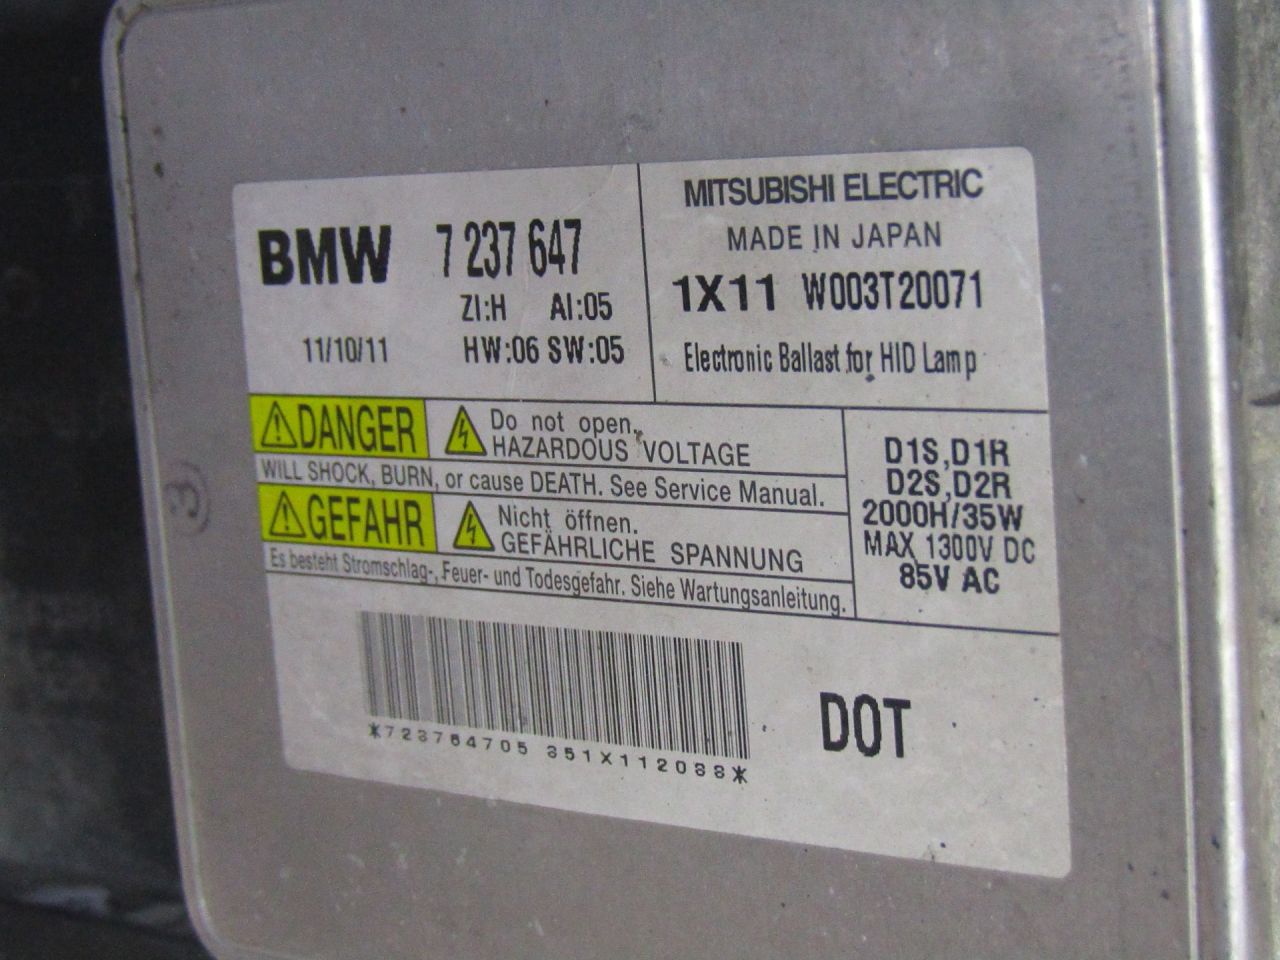 BMW 7 237 647
ZI:H AI:05
11/10/11 HW:06 SW:05
MITSUBISHI ELECTRIC
MADE IN JAPAN
1X11 W003T20071
Electronic Ballast for HID Lamp
DANGER Do not open.
HAZARDOUS VOLTAGE
WILL SHOCK, BURN, or cause DEATH. See Service Manual.
GEFAHR Nicht öffnen.
GEFÄHRLICHE SPANNUNG
Es besteht Stromschlag-, Feuer- und Todesgefahr. Siehe Wartungsanleitung.
D1S,D1R
D2S,D2R
2000H/35W
MAX 1300V DC
85V AC
*723764705 351X112088*
DOT
3